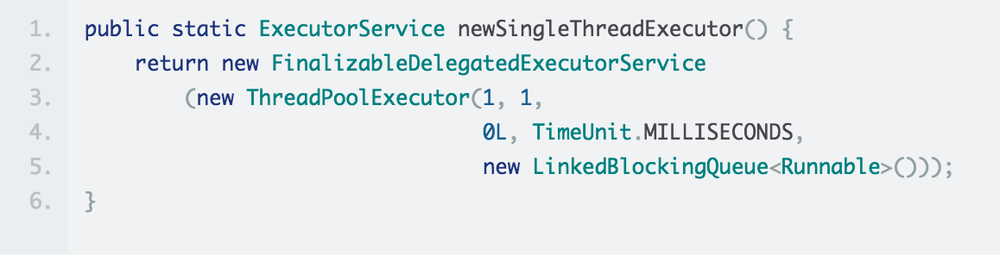 1. public static ExecutorService newSingleThreadExecutor() {
2.     return new FinalizableDelegatedExecutorService
3.         (new ThreadPoolExecutor(1, 1,
4.                                 0L, TimeUnit.MILLISECONDS,
5.                                 new LinkedBlockingQueue<Runnable>()));
6. }